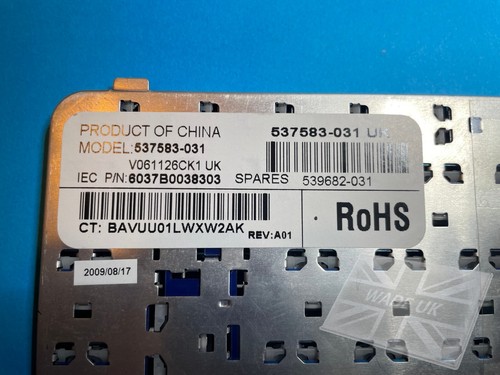 PRODUCT OF CHINA
537583-031 UK
MODEL:537583-031
V061126CK1 UK
IEC P/N:6037B0038303 SPARES 539682-031
CT: BAVUU01LWXW2AK REV:A01
RoHS
2009/08/17
WADE UK